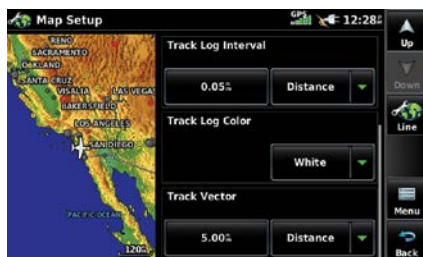 Map Setup
GPS
12:28
Up
Down
Line
Menu
Back
RENO
SACRAMENTO
OAKLAND
SANTA CRUZ
VISALIA
LAS VEGAS
BAKERSFIELD
LOS ANGELES
SAN DIEGO
PACIFIC OCEAN
120
Track Log Interval
0.05
Distance
Track Log Color
White
Track Vector
5.00
Distance